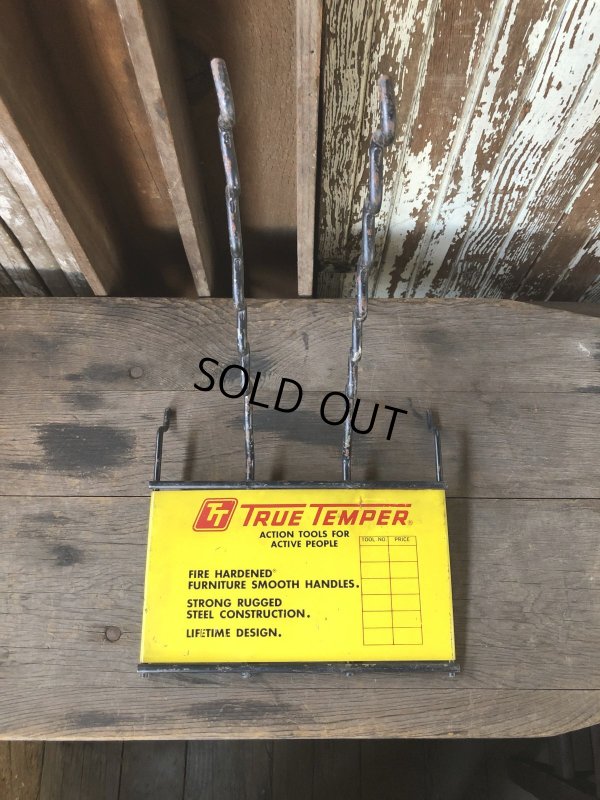 SOLD OUT
TT TRUE TEMPER®
ACTION TOOLS FOR
ACTIVE PEOPLE
TOOL NO. PRICE
FIRE HARDENED®
FURNITURE SMOOTH HANDLES.
STRONG RUGGED
STEEL CONSTRUCTION.
LIFETIME DESIGN.